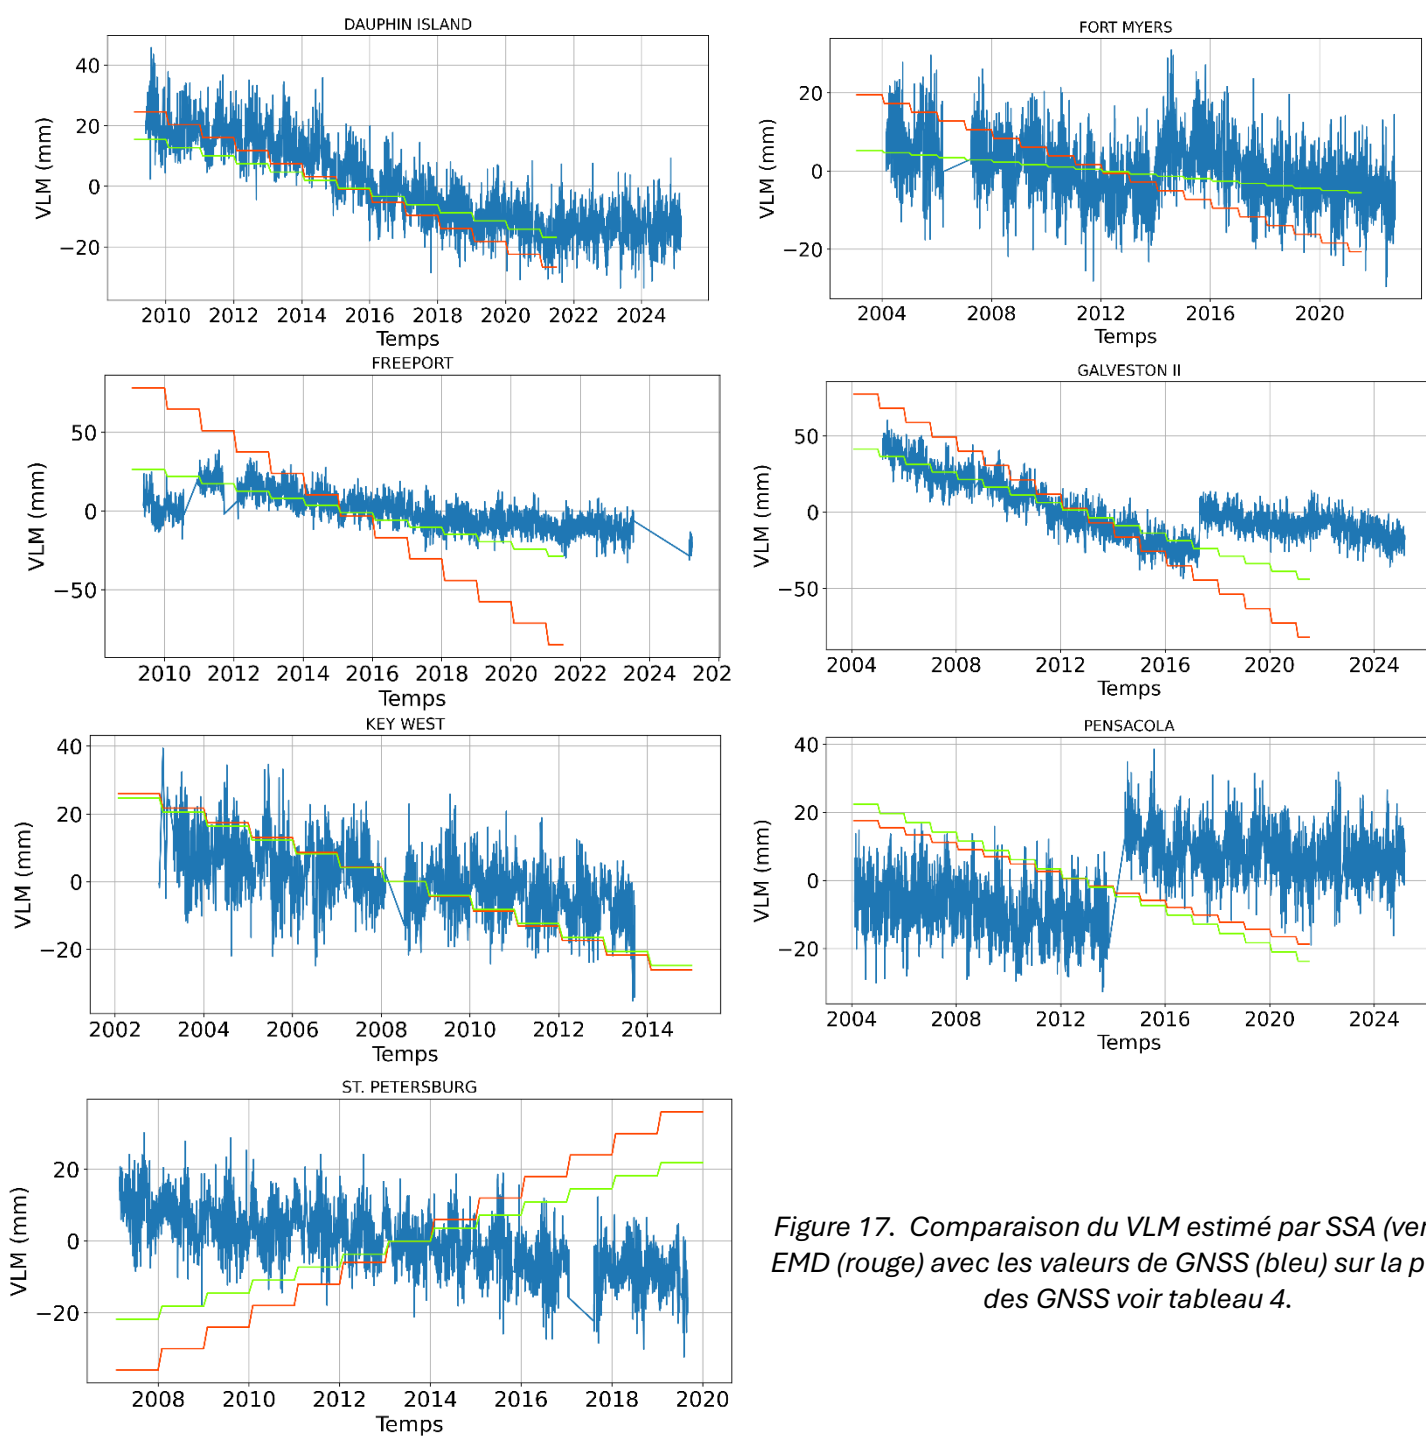 DAUPHIN ISLAND
VLM (mm)
40
20
0
−20
2010 2012 2014 2016 2018 2020 2022 2024
Temps
FORT MYERS
VLM (mm)
20
0
−20
2004 2008 2012 2016 2020
Temps
FREEPORT
VLM (mm)
50
0
−50
2010 2012 2014 2016 2018 2020 2022 2024 202
Temps
GALVESTON II
VLM (mm)
50
0
−50
2004 2008 2012 2016 2020 2024
Temps
KEY WEST
VLM (mm)
40
20
0
−20
2002 2004 2006 2008 2010 2012 2014
Temps
PENSACOLA
VLM (mm)
40
20
0
−20
2004 2008 2012 2016 2020 2024
Temps
ST. PETERSBURG
VLM (mm)
20
0
−20
2008 2010 2012 2014 2016 2018 2020
Temps
Figure 17. Comparaison du VLM estimé par SSA (ver
EMD (rouge) avec les valeurs de GNSS (bleu) sur la p
des GNSS voir tableau 4.